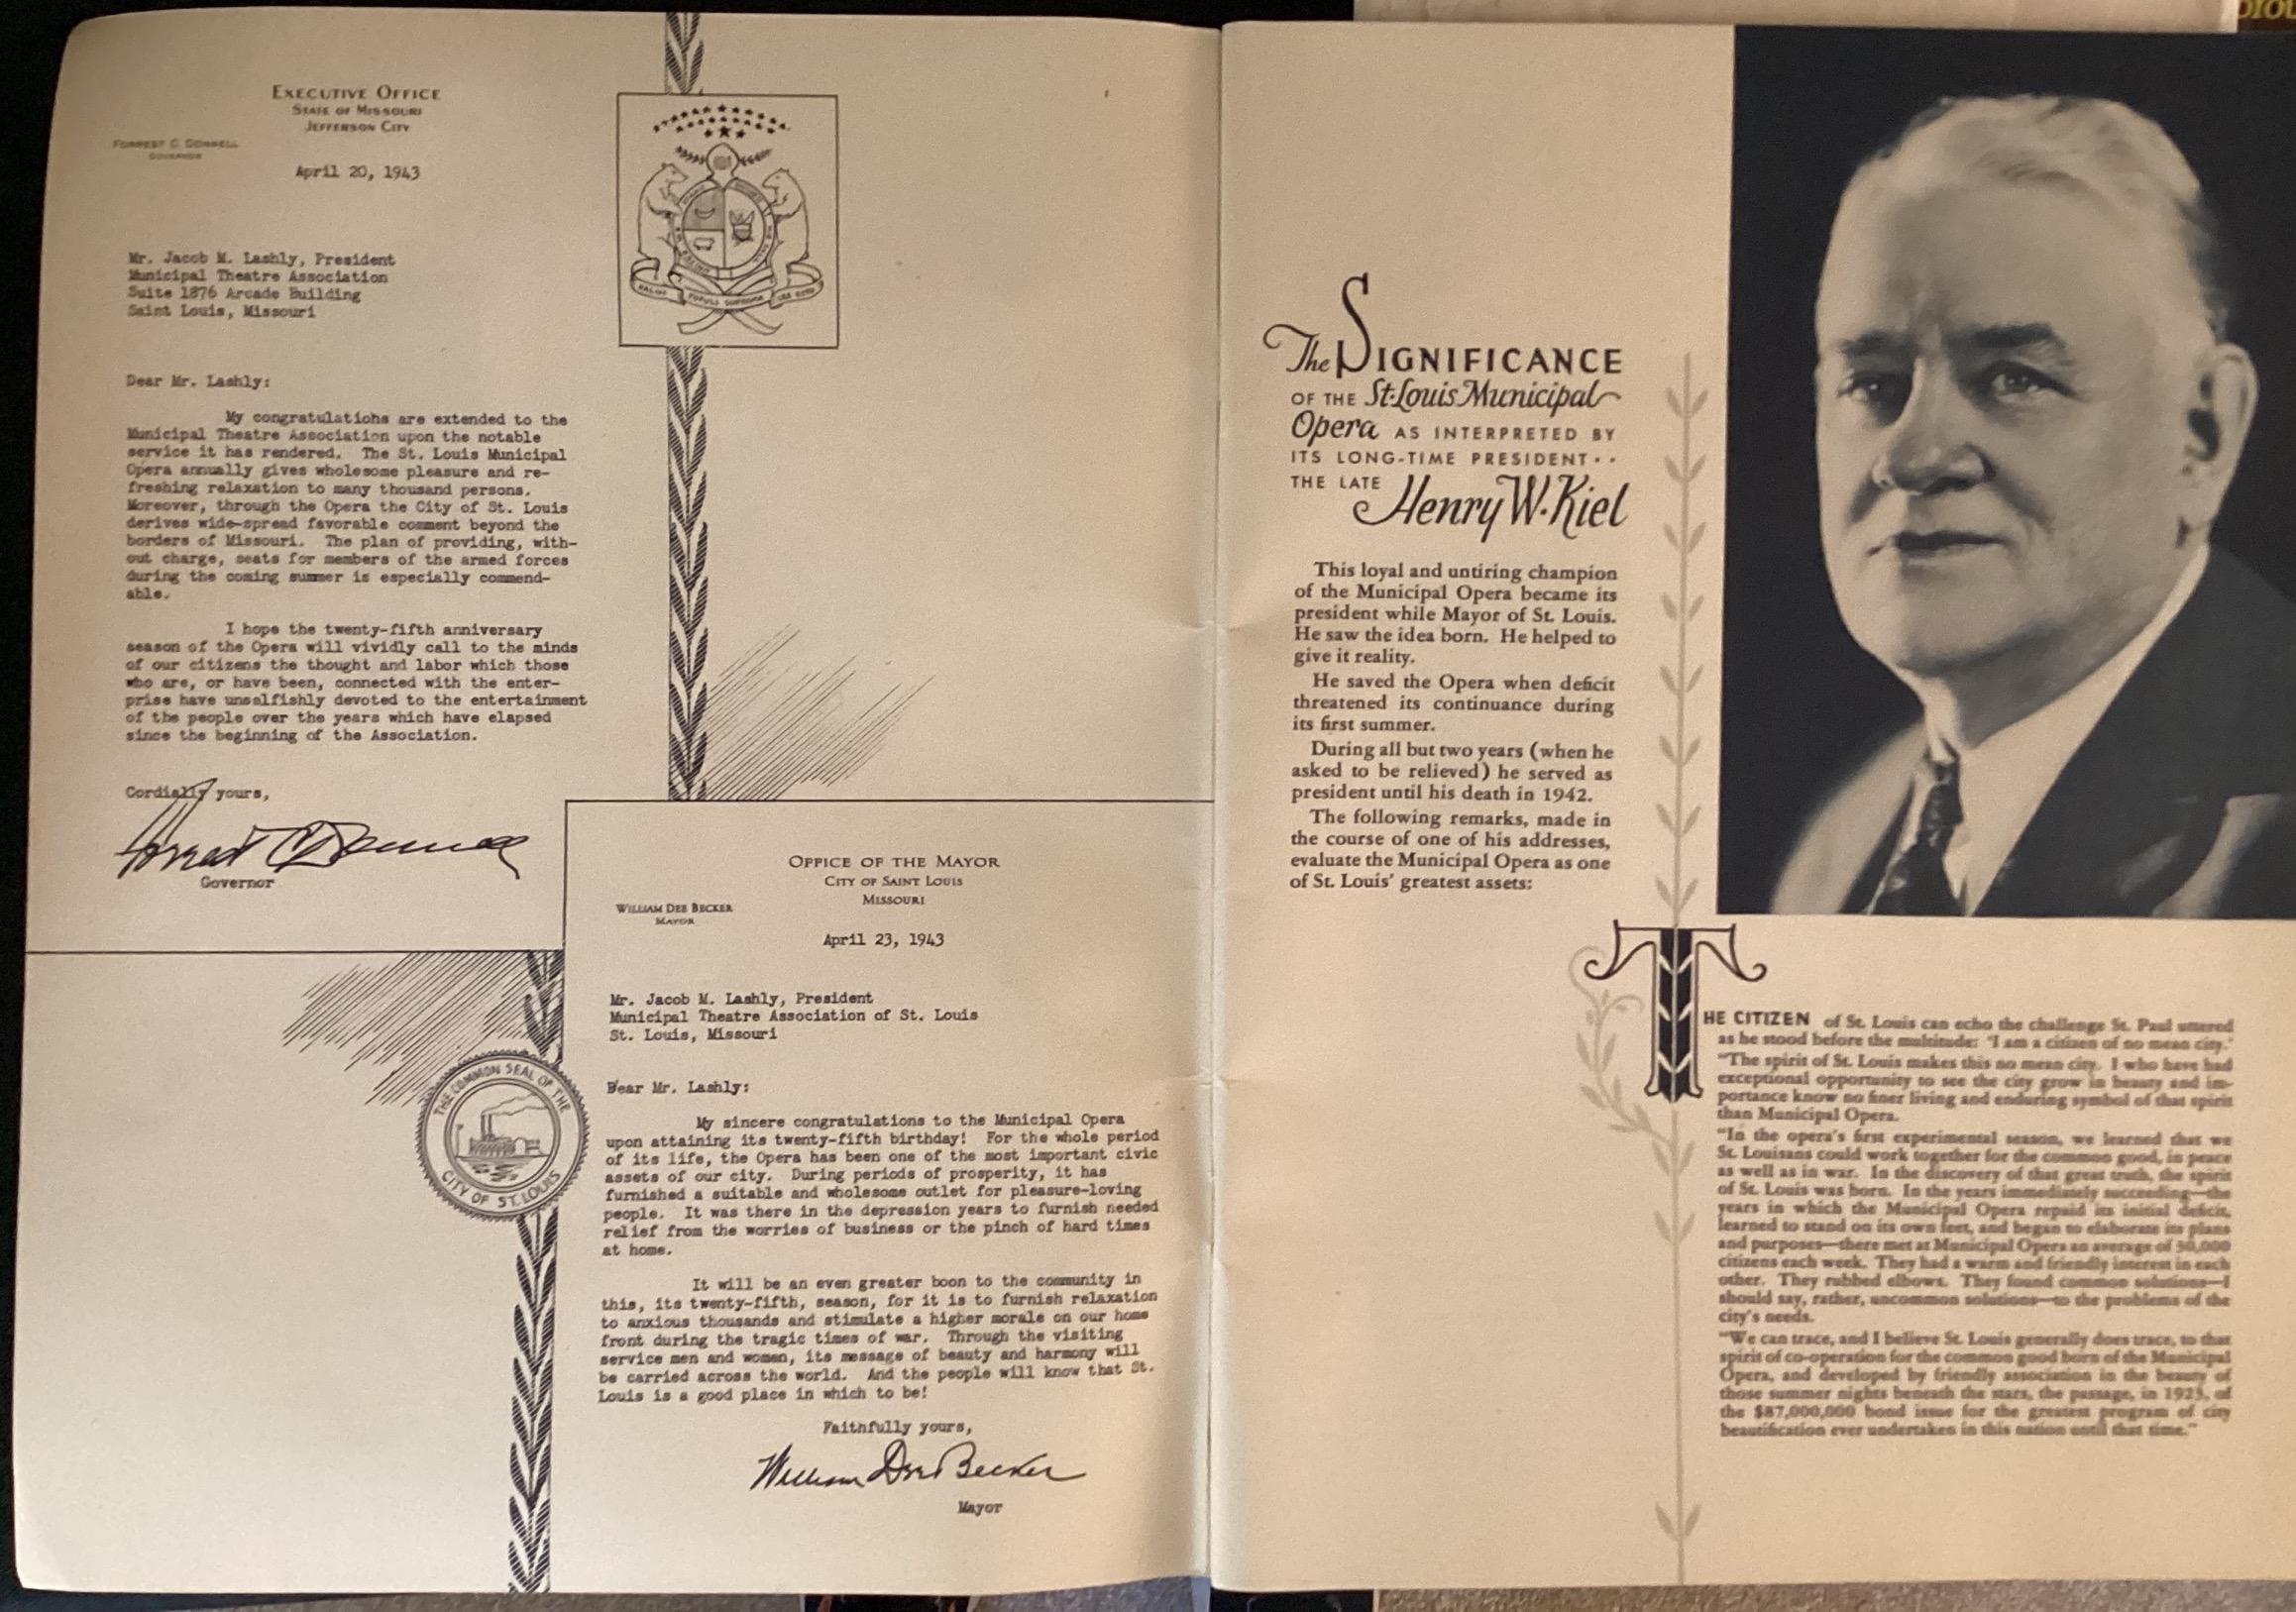 EXECUTIVE OFFICE
STATE OF MISSOURI
JEFFERSON CITY
FORREST C. DONNELL
GOVERNOR
April 20, 1943
Mr. Jacob M. Lashly, President
Municipal Theatre Association
Suite 1876 Arcade Building
Saint Louis, Missouri
Dear Mr. Lashly:
My congratulations are extended to the
Municipal Theatre Association upon the notable
service it has rendered. The St. Louis Municipal
Opera annually gives wholesome pleasure and re-
freshing relaxation to many thousand persons.
Moreover, through the Opera the City of St. Louis
derives wide-spread favorable comment beyond the
borders of Missouri. The plan of providing, with-
out charge, seats for members of the armed forces
during the coming summer is especially commend-
able.
I hope the twenty-fifth anniversary
season of the Opera will vividly call to the minds
of our citizens the thought and labor which those
who are, or have been, connected with the enter-
prise have unselfishly devoted to the entertainment
of the people over the years which have elapsed
since the beginning of the Association.
Cordially yours,
Forrest C Donnell
Governor
SALUS POPULI SUPREMA LEX ESTO
OFFICE OF THE MAYOR
CITY OF SAINT LOUIS
MISSOURI
WILLIAM DEE BECKER
MAYOR
April 23, 1943
Mr. Jacob M. Lashly, President
Municipal Theatre Association of St. Louis
St. Louis, Missouri
Dear Mr. Lashly:
My sincere congratulations to the Municipal Opera
upon attaining its twenty-fifth birthday! For the whole period
of its life, the Opera has been one of the most important civic
assets of our city. During periods of prosperity, it has
furnished a suitable and wholesome outlet for pleasure-loving
people. It was there in the depression years to furnish needed
relief from the worries of business or the pinch of hard times
at home.
It will be an even greater boon to the community in
this, its twenty-fifth, season, for it is to furnish relaxation
to anxious thousands and stimulate a higher morale on our home
front during the tragic times of war. Through the visiting
service men and women, its message of beauty and harmony will
be carried across the world. And the people will know that St.
Louis is a good place in which to be!
Faithfully yours,
William Dee Becker
Mayor
THE COMMON SEAL OF THE
CITY OF ST. LOUIS
The SIGNIFICANCE
OF THE St. Louis Municipal
Opera AS INTERPRETED BY
ITS LONG-TIME PRESIDENT··
THE LATE Henry W. Kiel
This loyal and untiring champion
of the Municipal Opera became its
president while Mayor of St. Louis.
He saw the idea born. He helped to
give it reality.
He saved the Opera when deficit
threatened its continuance during
its first summer.
During all but two years (when he
asked to be relieved) he served as
president until his death in 1942.
The following remarks, made in
the course of one of his addresses,
evaluate the Municipal Opera as one
of St. Louis' greatest assets:
THE CITIZEN of St. Louis can echo the challenge St. Paul uttered
as he stood before the multitude: 'I am a citizen of no mean city.'
"The spirit of St. Louis makes this no mean city. I who have had
exceptional opportunity to see the city grow in beauty and im-
portance know no finer living and enduring symbol of that spirit
than Municipal Opera.
"In the opera's first experimental season, we learned that we
St. Louisans could work together for the common good, in peace
as well as in war. In the discovery of that great truth, the spirit
of St. Louis was born. In the years immediately succeeding—the
years in which the Municipal Opera repaid its initial deficit,
learned to stand on its own feet, and began to elaborate its plans
and purposes—there met at Municipal Opera an average of 50,000
citizens each week. They had a warm and friendly interest in each
other. They rubbed elbows. They found common solutions—I
should say, rather, uncommon solutions—to the problems of the
city's needs.
"We can trace, and I believe St. Louis generally does trace, to that
spirit of co-operation for the common good born of the Municipal
Opera, and developed by friendly association in the beauty of
those summer nights beneath the stars, the passage, in 1923, of
the $87,000,000 bond issue for the greatest program of city
beautification ever undertaken in this nation until that time."